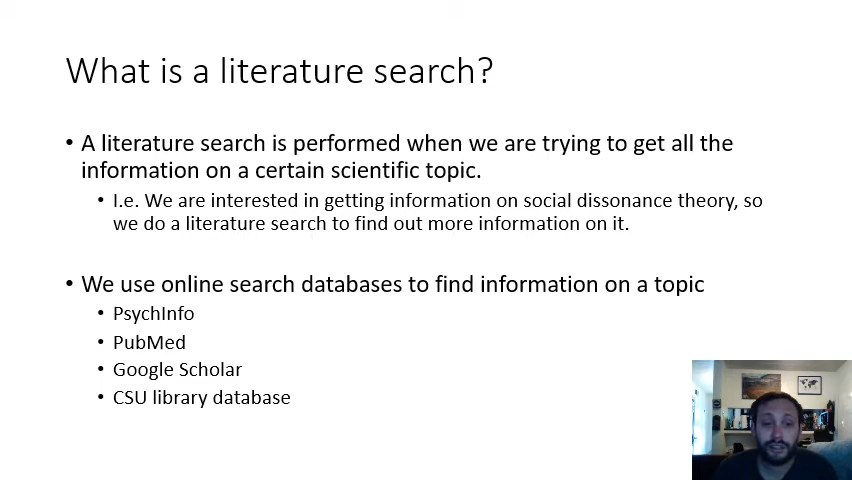 What is a literature search?
• A literature search is performed when we are trying to get all the
information on a certain scientific topic.
• I.e. We are interested in getting information on social dissonance theory, so
we do a literature search to find out more information on it.
• We use online search databases to find information on a topic
• PsychInfo
• PubMed
• Google Scholar
• CSU library database